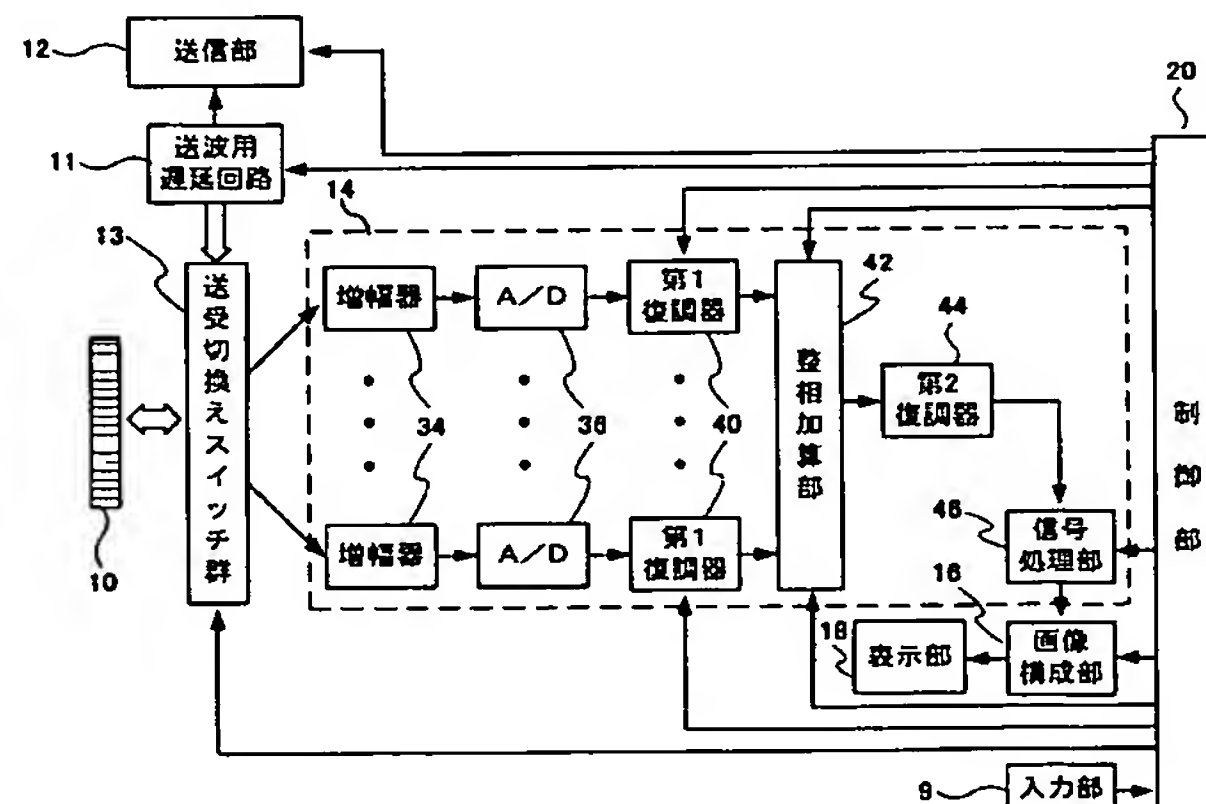 12
送信部
20
11
送波用
遅延回路
14
13
送受切換えスイッチ群
増幅器
A/D
第1
復調器
42
44
整相加算部
第2
復調器
34
36
40
制御部
10
46
信号
処理部
増幅器
A/D
第1
復調器
18
表示部
16
画像
構成部
9
入力部